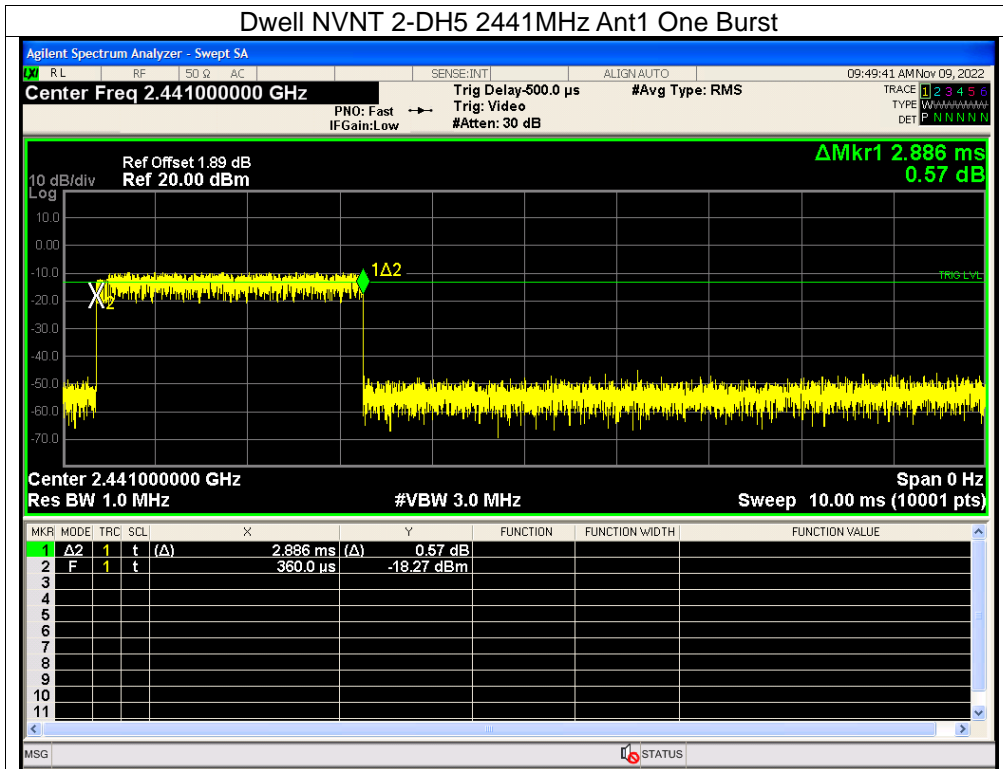 Dwell NVNT 2-DH5 2441MHz Ant1 One Burst
Agilent Spectrum Analyzer - Swept SA
LXI RL RF 50 Ω AC SENSE:INT ALIGN AUTO 09:49:41 AM Nov 09, 2022
Center Freq 2.441000000 GHz
PNO: Fast
IFGain:Low
Trig Delay-500.0 µs
Trig: Video
#Atten: 30 dB
#Avg Type: RMS
TRACE 1 2 3 4 5 6
TYPE WWWWWW
DET P N N N N N
ΔMkr1 2.886 ms
0.57 dB
Ref Offset 1.89 dB
10 dB/div Ref 20.00 dBm
Log
10.0
0.00
-10.0
-20.0
-30.0
-40.0
-50.0
-60.0
-70.0
1Δ2
2
TRIG LVL
Center 2.441000000 GHz Span 0 Hz
Res BW 1.0 MHz #VBW 3.0 MHz Sweep 10.00 ms (10001 pts)
MKR MODE TRC SCL X Y FUNCTION FUNCTION WIDTH FUNCTION VALUE
1 Δ2 1 t (Δ) 2.886 ms (Δ) 0.57 dB
2 F 1 t 360.0 µs -18.27 dBm
3
4
5
6
7
8
9
10
11
MSG STATUS